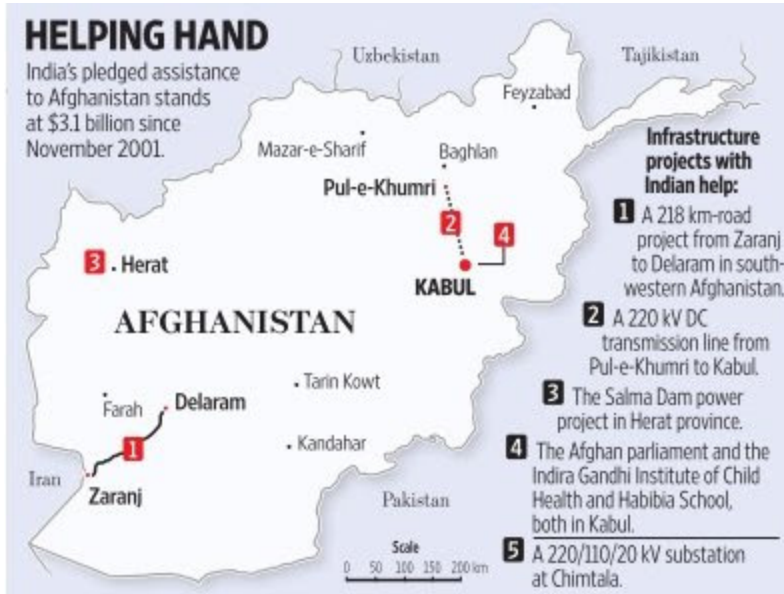 HELPING HAND
India's pledged assistance
to Afghanistan stands
at $3.1 billion since
November 2001.
Uzbekistan
Tajikistan
Feyzabad
Mazar-e-Sharif
Baghlan
Pul-e-Khumri
2
4
3
Herat
KABUL
AFGHANISTAN
Tarin Kowt
Farah
Delaram
1
Kandahar
Iran
Zaranj
Pakistan
Scale
0 50 100 150 200 km
Infrastructure
projects with
Indian help:
1 A 218 km-road
project from Zaranj
to Delaram in south-
western Afghanistan.
2 A 220 kV DC
transmission line from
Pul-e-Khumri to Kabul.
3 The Salma Dam power
project in Herat province.
4 The Afghan parliament and the
Indira Gandhi Institute of Child
Health and Habibia School,
both in Kabul.
5 A 220/110/20 kV substation
at Chimtala.